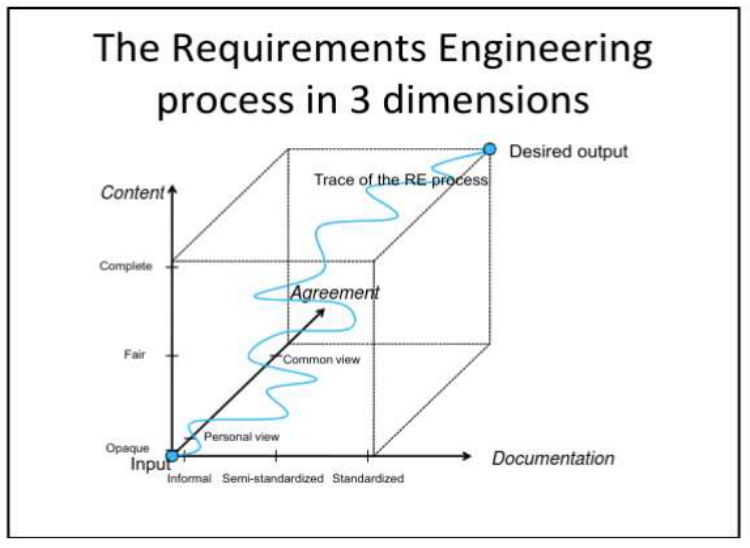 The Requirements Engineering
process in 3 dimensions
Desired output
Trace of the RE process
Content
Complete
Agreement
Fair
Common view
Personal view
Opaque
Input
Documentation
Informal Semi-standardized Standardized